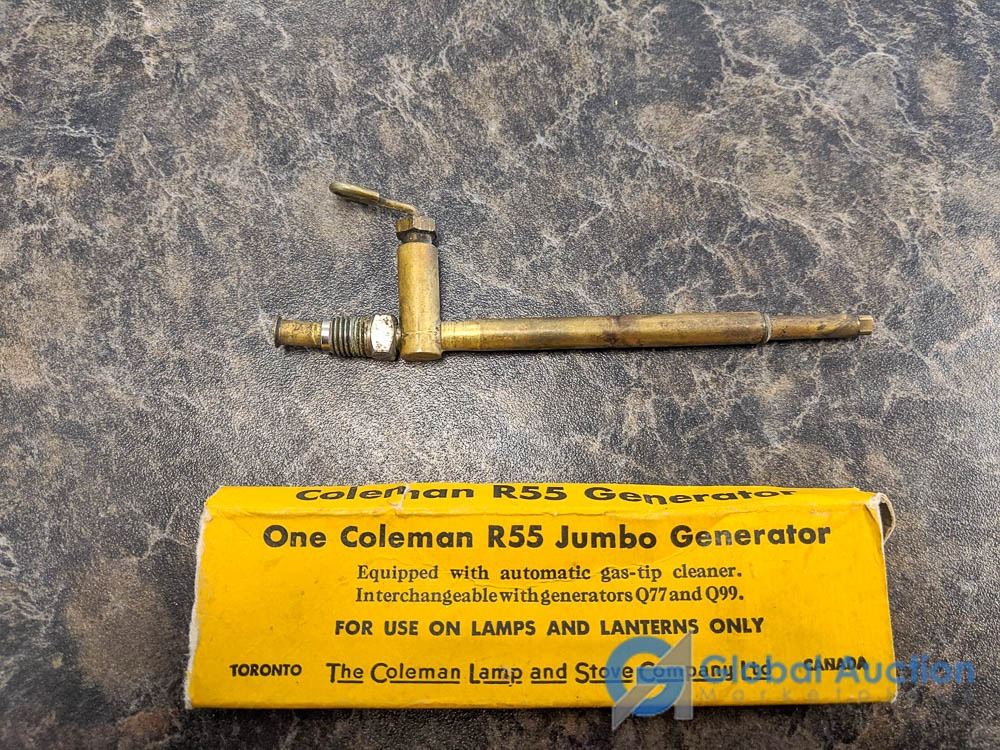 Coleman R55 Generator
One Coleman R55 Jumbo Generator
Equipped with automatic gas-tip cleaner.
Interchangeable with generators Q77 and Q99.
FOR USE ON LAMPS AND LANTERNS ONLY
TORONTO The Coleman Lamp and Stove Company Ltd CANADA
Global Auction
Marketplace